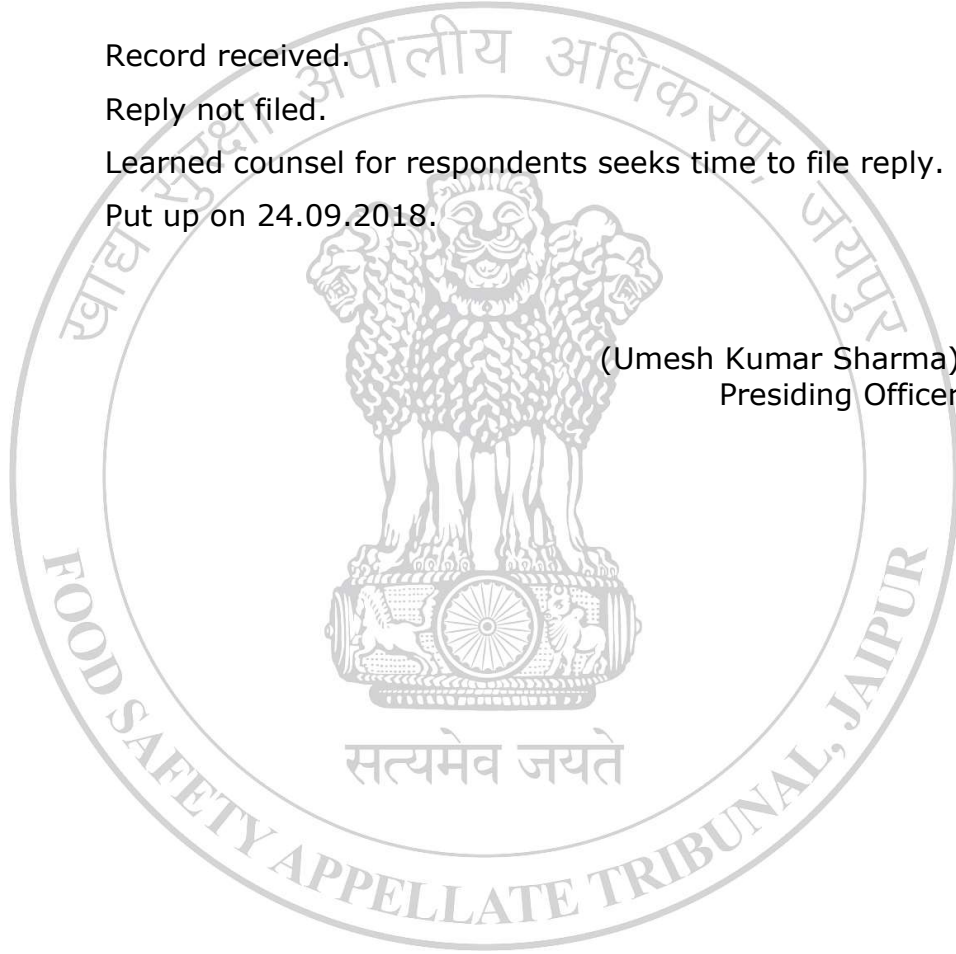 Record received.
Reply not filed.
Learned counsel for respondents seeks time to file reply.
Put up on 24.09.2018.
(Umesh Kumar Sharma)
Presiding Officer
खाद्य सुरक्षा अपीलीय अधिकरण, जयपुर
सत्यमेव जयते
FOOD SAFETY APPELLATE TRIBUNAL, JAIPUR